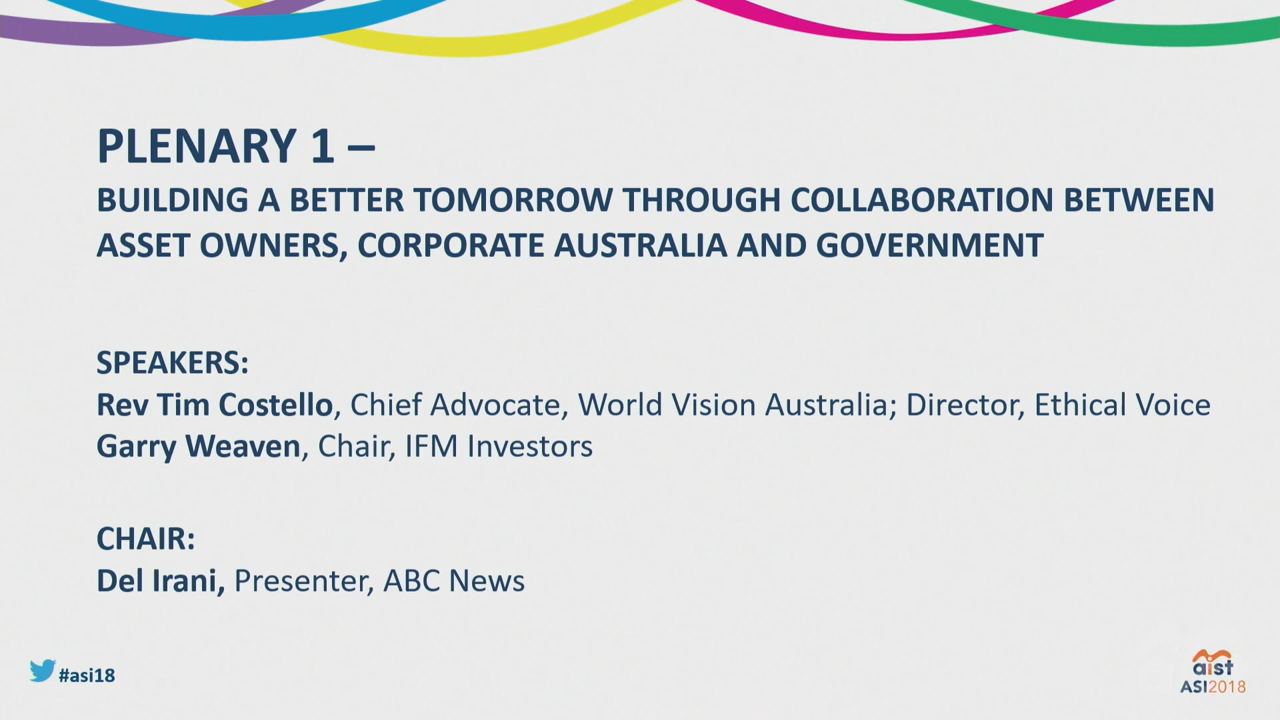 PLENARY 1 –
BUILDING A BETTER TOMORROW THROUGH COLLABORATION BETWEEN
ASSET OWNERS, CORPORATE AUSTRALIA AND GOVERNMENT
SPEAKERS:
Rev Tim Costello, Chief Advocate, World Vision Australia; Director, Ethical Voice
Garry Weaven, Chair, IFM Investors
CHAIR:
Del Irani, Presenter, ABC News
#asi18
aist
ASI2018